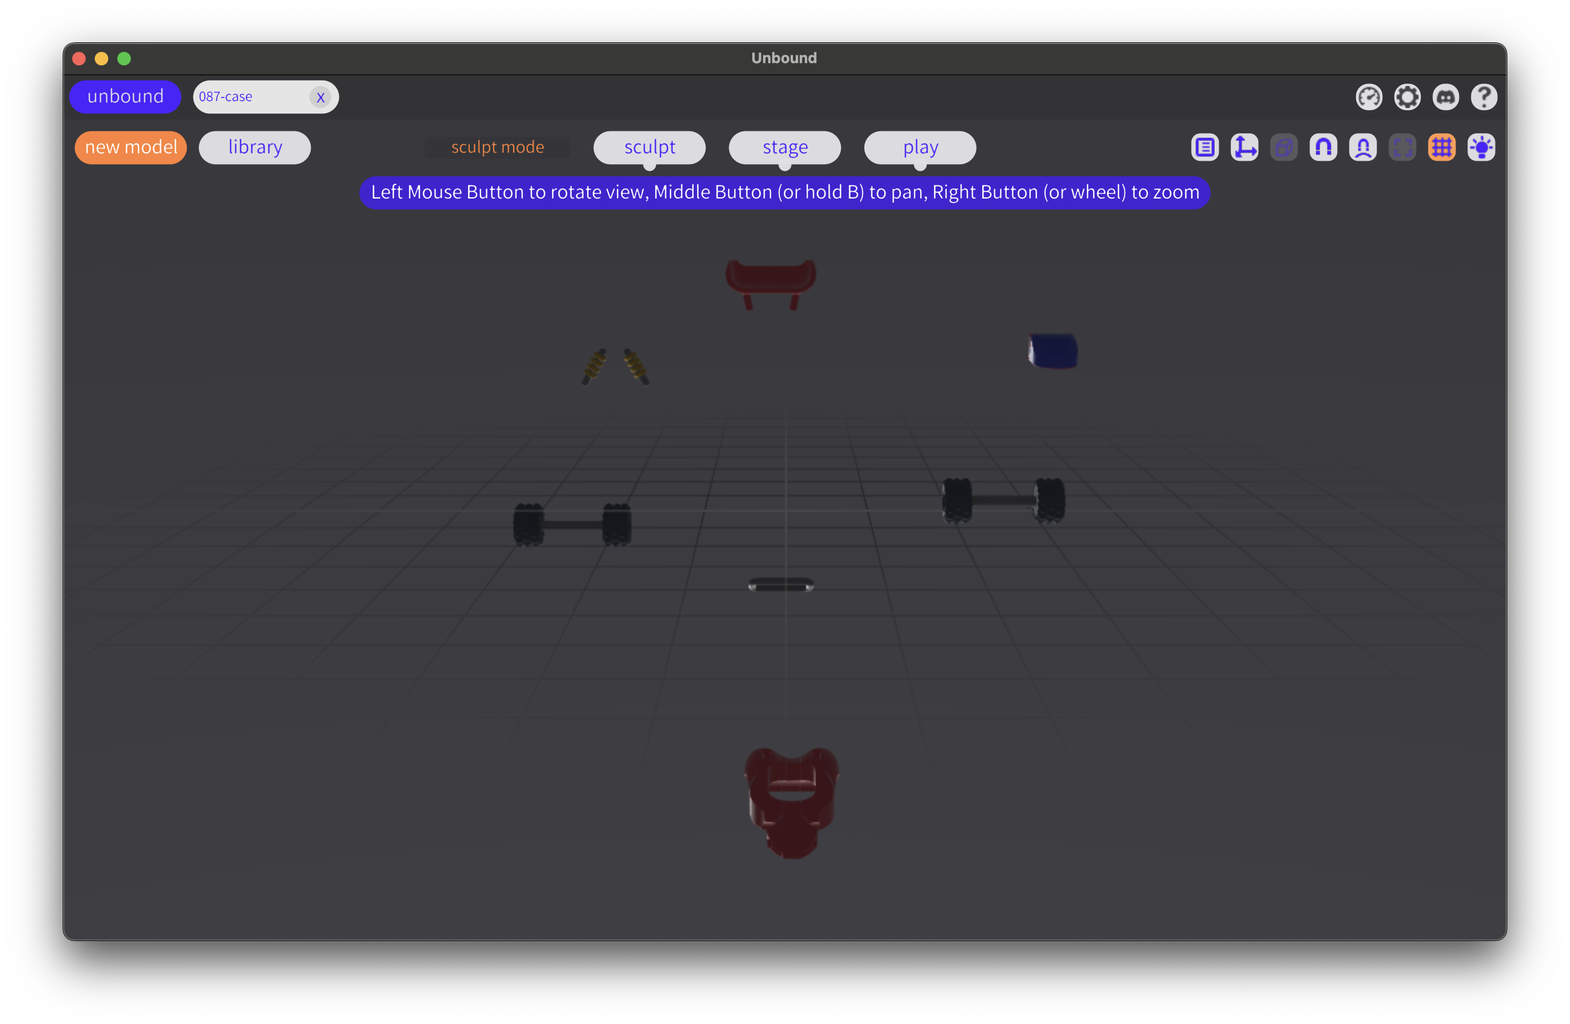 Unbound
unbound
087-case
X
new model
library
sculpt mode
sculpt
stage
play
Left Mouse Button to rotate view, Middle Button (or hold B) to pan, Right Button (or wheel) to zoom